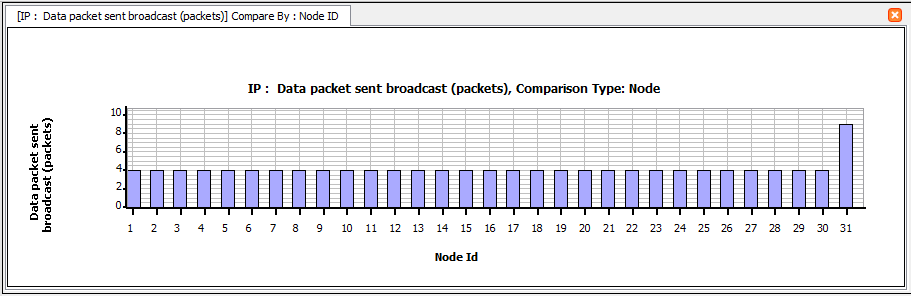 [IP :  Data packet sent broadcast (packets)] Compare By : Node ID
IP :  Data packet sent broadcast (packets), Comparison Type: Node
Data packet sent
broadcast (packets)
10
8
6
4
2
0
1 2 3 4 5 6 7 8 9 10 11 12 13 14 15 16 17 18 19 20 21 22 23 24 25 26 27 28 29 30 31
Node Id